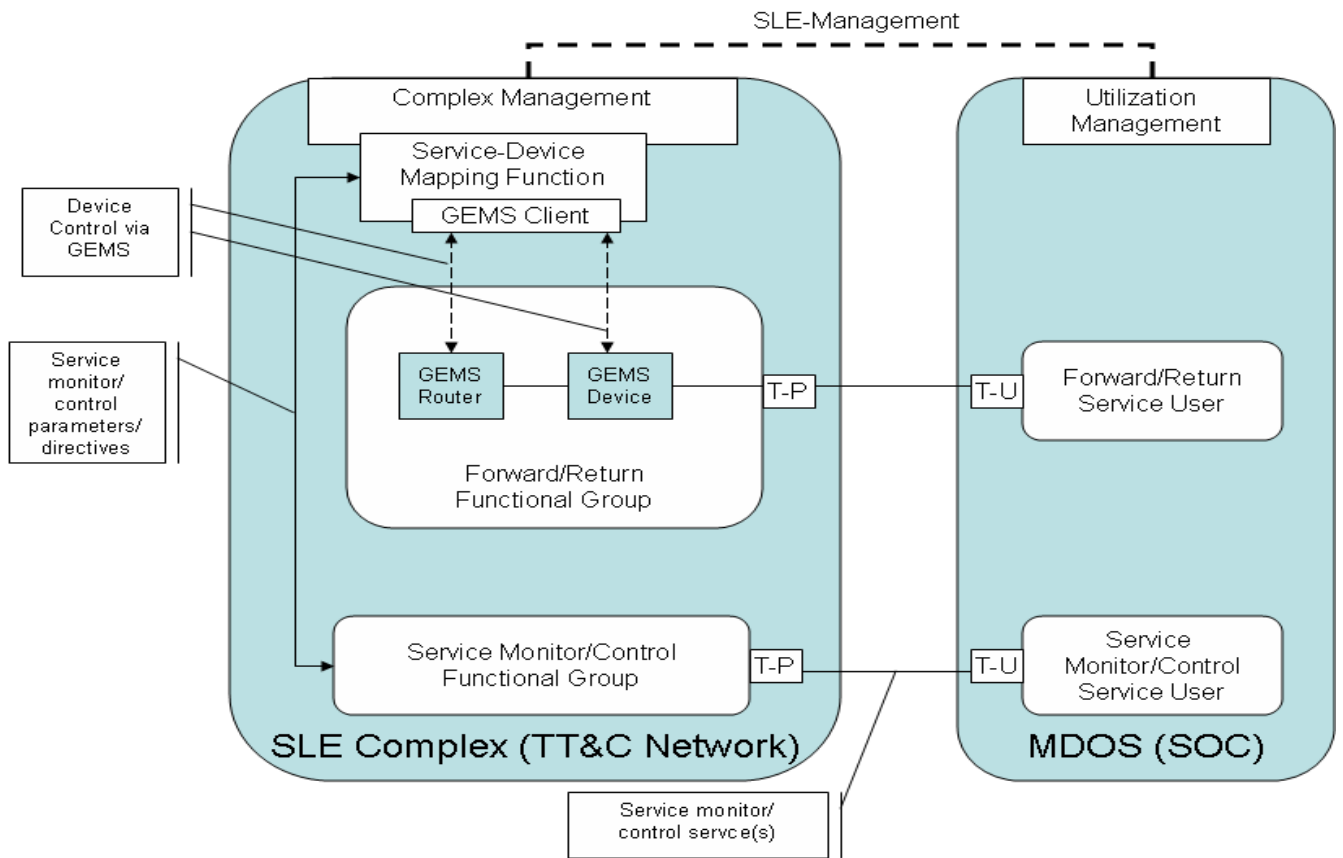 SLE-Management
Complex Management
Utilization
Management
Service-Device
Mapping Function
GEMS Client
Device
Control via
GEMS
Service
monitor/
control
parameters/
directives
GEMS
Router
GEMS
Device
T-P
T-U
Forward/Return
Service User
Forward/Return
Functional Group
Service Monitor/Control
Functional Group
T-P
T-U
Service
Monitor/Control
Service User
SLE Complex (TT&C Network)
MDOS (SOC)
Service monitor/
control servce(s)